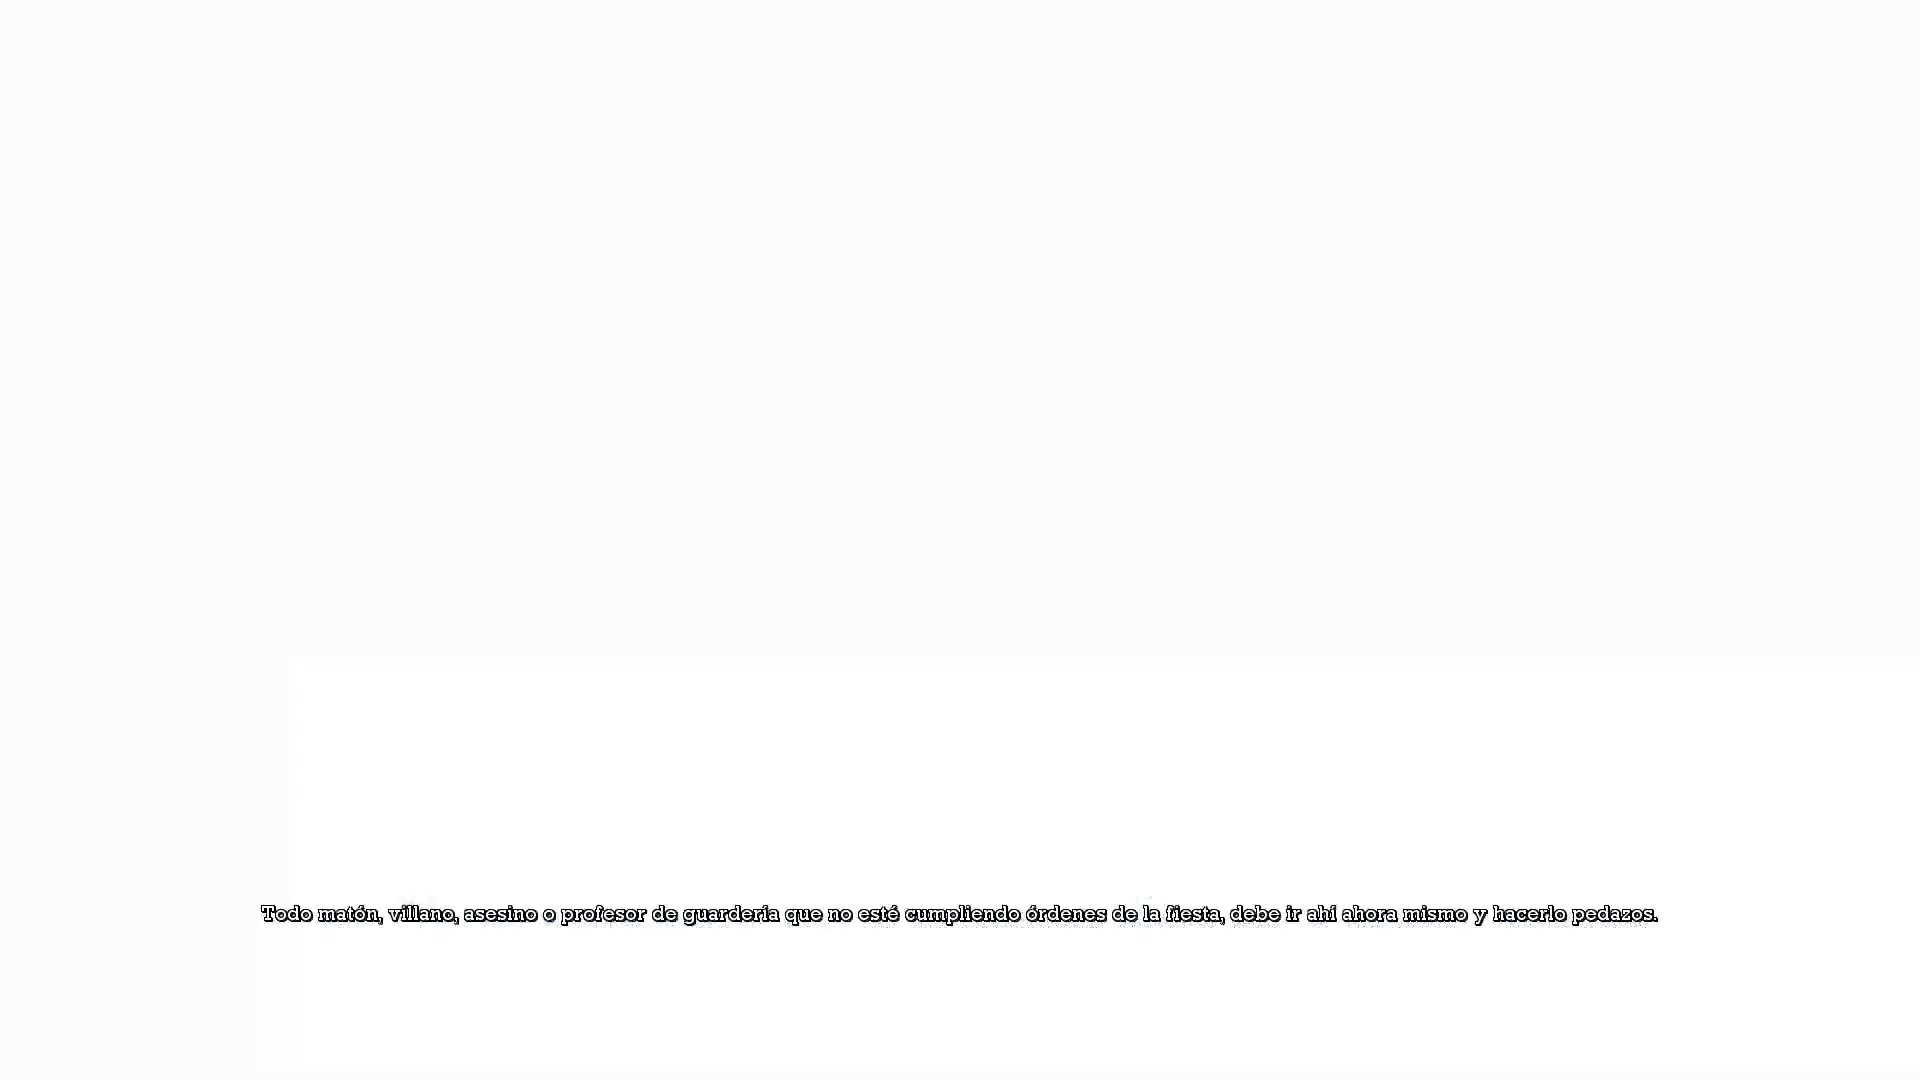 Todo matón, villano, asesino o profesor de guardería que no esté cumpliendo órdenes de la fiesta, debe ir ahí ahora mismo y hacerlo pedazos.